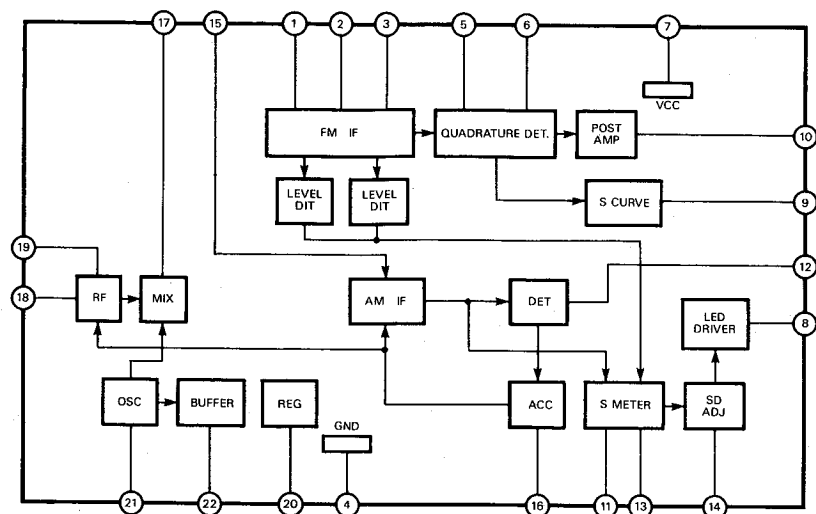 17
15
1
2
3
5
6
7
VCC
FM IF
QUADRATURE DET.
POST
AMP
10
LEVEL
DIT
LEVEL
DIT
S CURVE
9
19
18
RF
MIX
AM IF
DET
12
LED
DRIVER
8
OSC
BUFFER
REG
GND
ACC
S METER
SD
ADJ
21
22
20
4
16
11
13
14